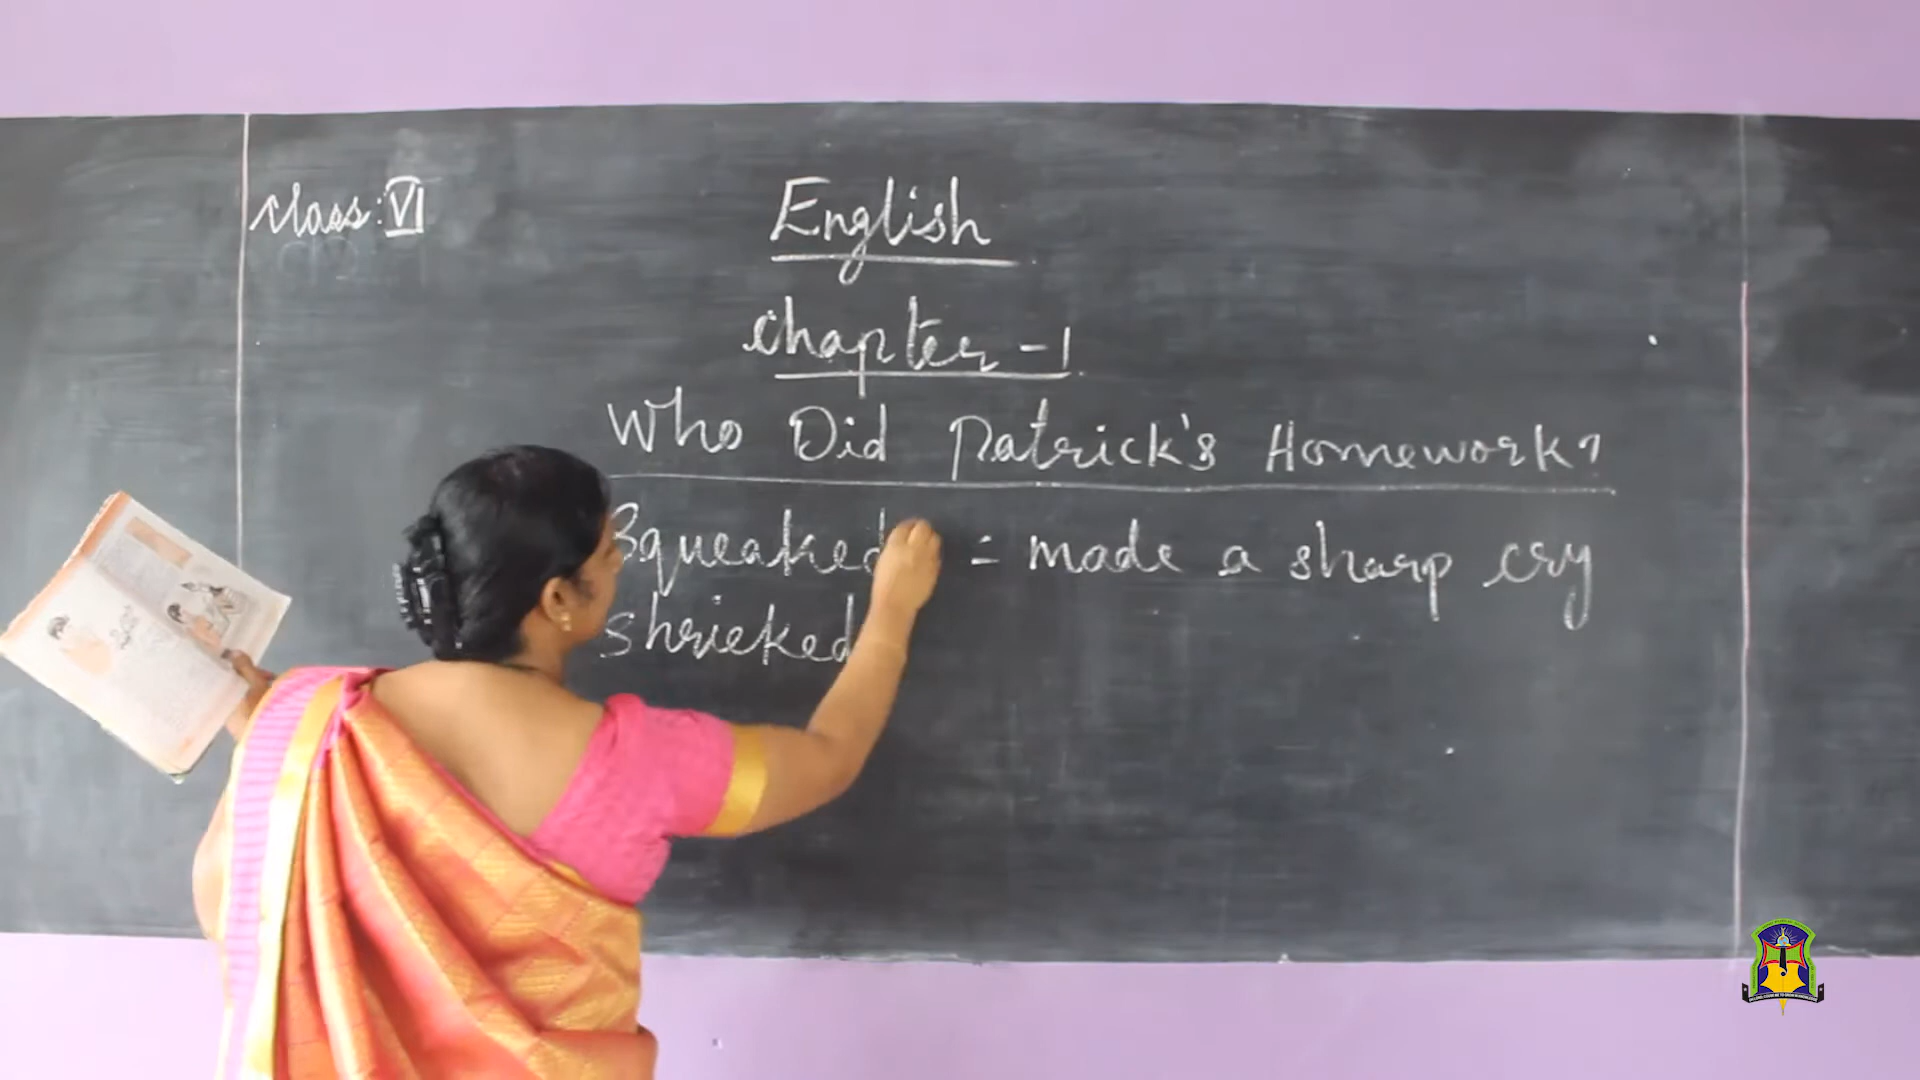 Class: VI
English
Chapter - 1
Who Did Patrick's Homework?
Squeaked = made a sharp cry
Shrieked